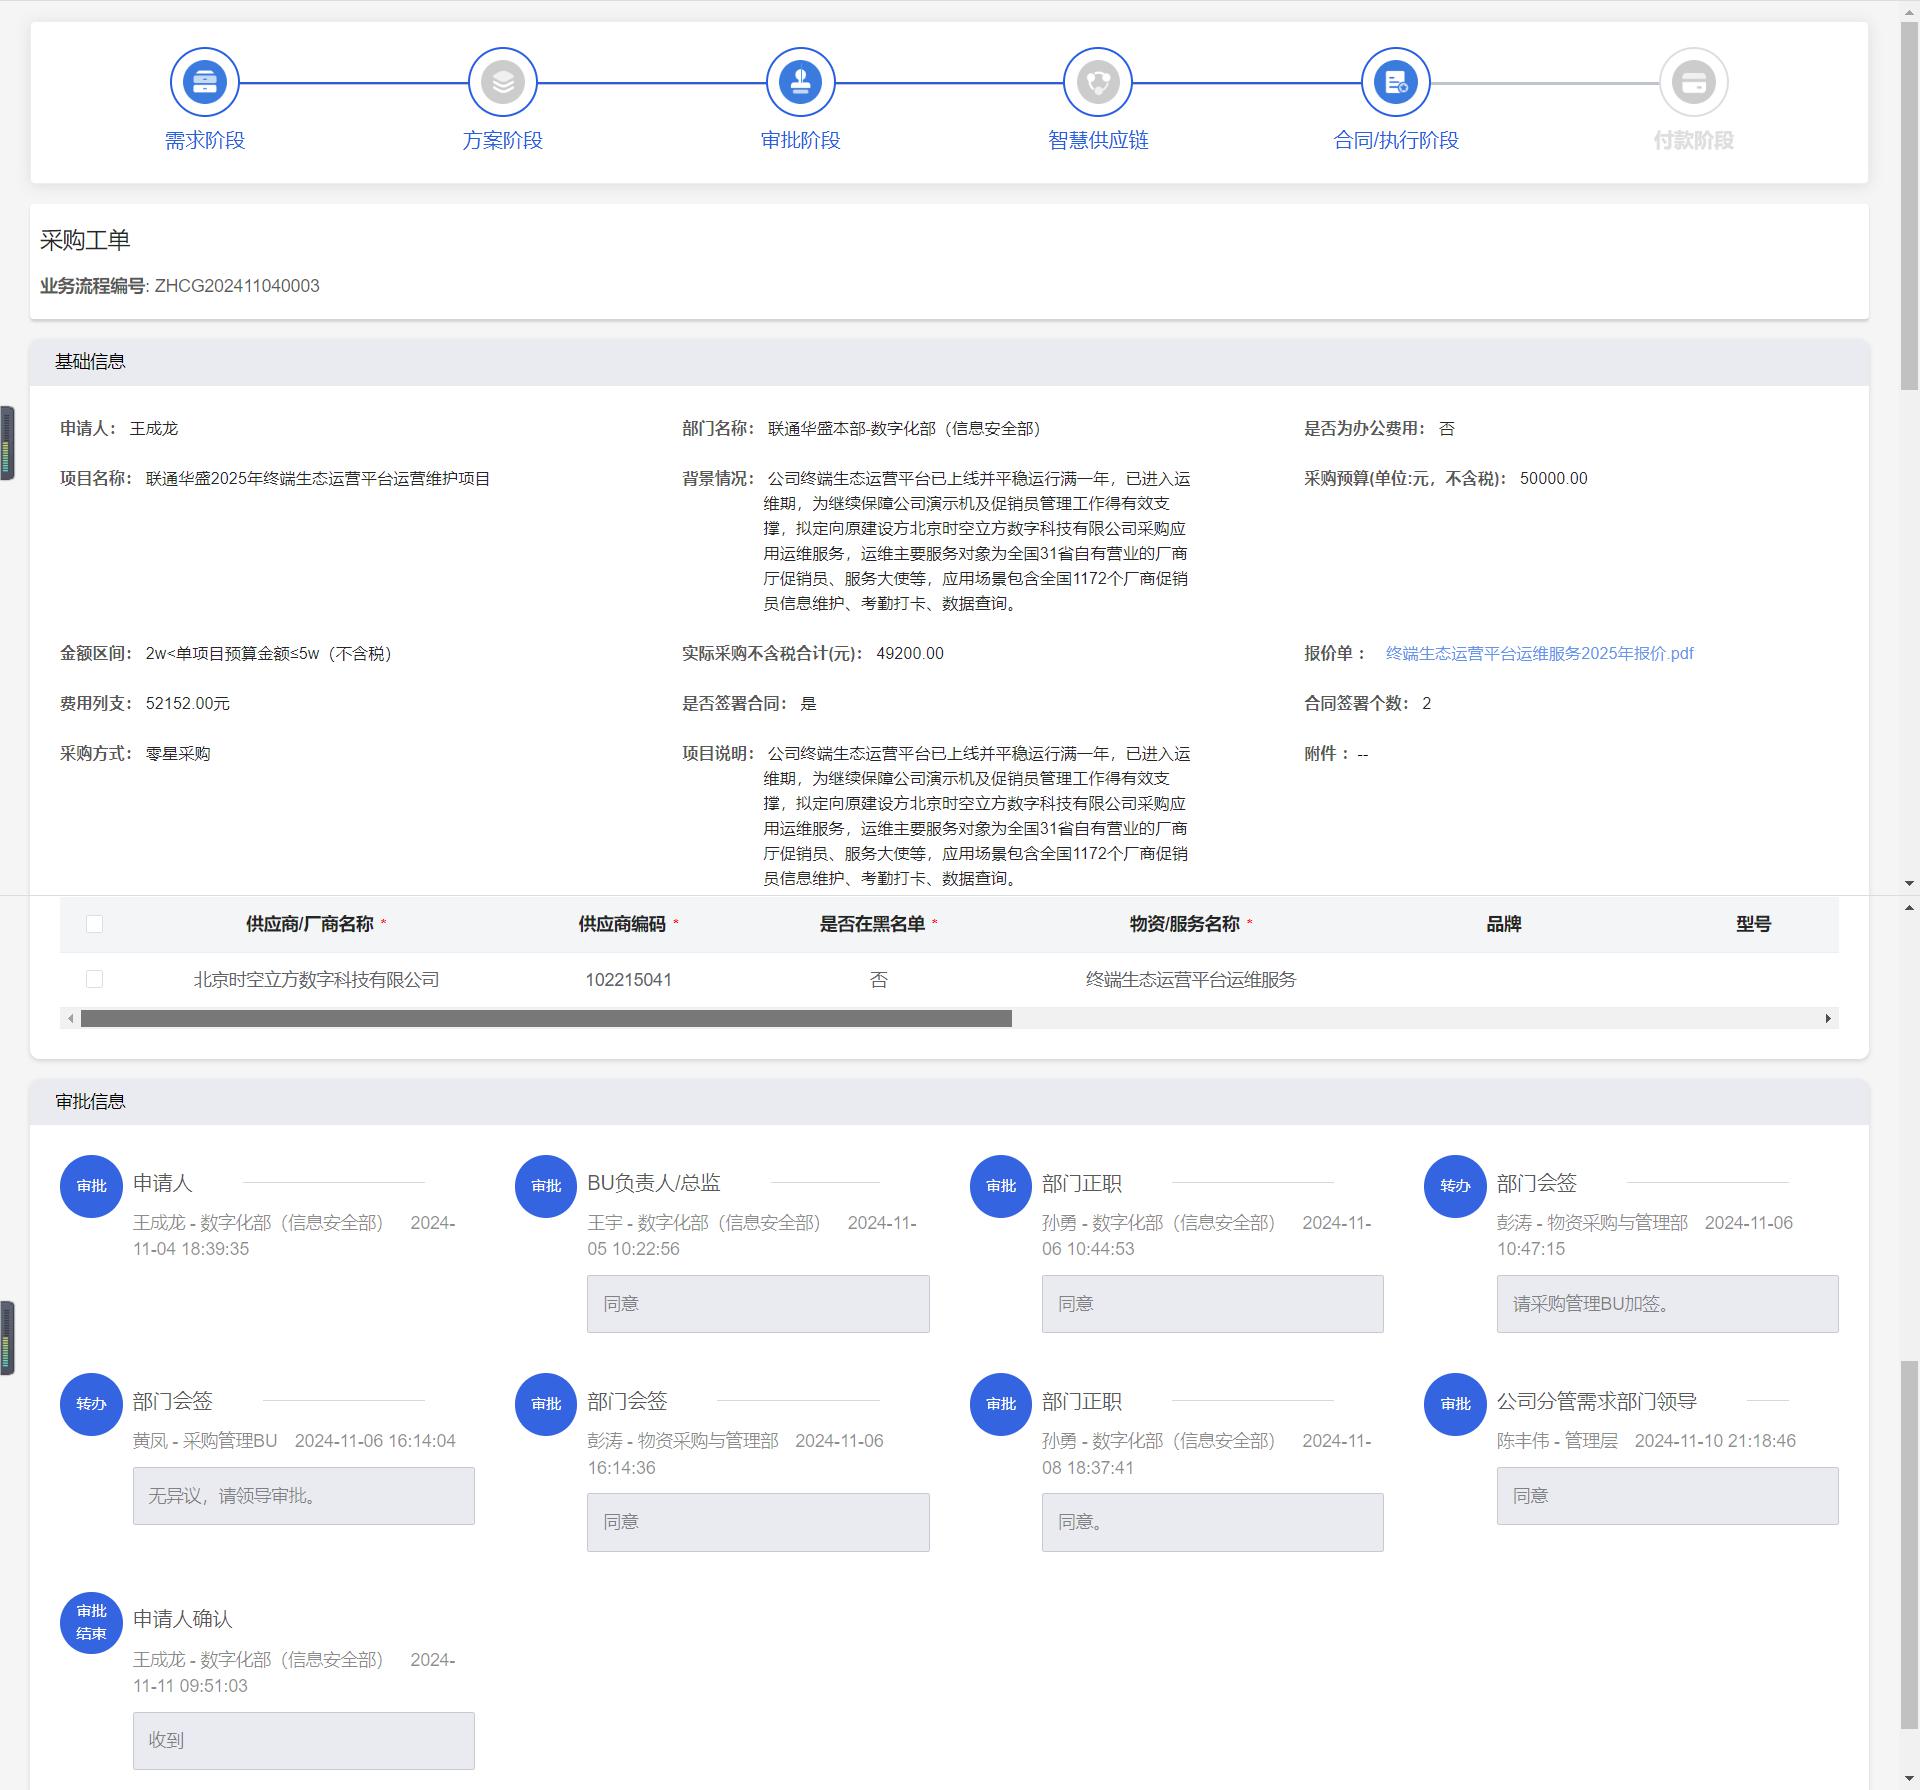 需求阶段
方案阶段
审批阶段
智慧供应链
合同/执行阶段
付款阶段
采购工单
业务流程编号: ZHCG202411040003
基础信息
申请人： 王成龙
部门名称： 联通华盛本部-数字化部（信息安全部）
是否为办公费用： 否
项目名称： 联通华盛2025年终端生态运营平台运营维护项目
背景情况： 公司终端生态运营平台已上线并平稳运行满一年，已进入运
维期，为继续保障公司演示机及促销员管理工作得有效支
撑，拟定向原建设方北京时空立方数字科技有限公司采购应
用运维服务，运维主要服务对象为全国31省自有营业的厂商
厅促销员、服务大使等，应用场景包含全国1172个厂商促销
员信息维护、考勤打卡、数据查询。
采购预算(单位:元，不含税)： 50000.00
金额区间： 2w<单项目预算金额≤5w（不含税）
实际采购不含税合计(元)： 49200.00
报价单 ： 终端生态运营平台运维服务2025年报价.pdf
费用列支： 52152.00元
是否签署合同： 是
合同签署个数： 2
采购方式： 零星采购
项目说明： 公司终端生态运营平台已上线并平稳运行满一年，已进入运
维期，为继续保障公司演示机及促销员管理工作得有效支
撑，拟定向原建设方北京时空立方数字科技有限公司采购应
用运维服务，运维主要服务对象为全国31省自有营业的厂商
厅促销员、服务大使等，应用场景包含全国1172个厂商促销
员信息维护、考勤打卡、数据查询。
附件 ： --
供应商/厂商名称 * 供应商编码 * 是否在黑名单 * 物资/服务名称 * 品牌 型号
北京时空立方数字科技有限公司 102215041 否 终端生态运营平台运维服务
审批信息
审批
申请人
王成龙 - 数字化部（信息安全部） 2024-
11-04 18:39:35
审批
BU负责人/总监
王宇 - 数字化部（信息安全部） 2024-11-
05 10:22:56
同意
审批
部门正职
孙勇 - 数字化部（信息安全部） 2024-11-
06 10:44:53
同意
转办
部门会签
彭涛 - 物资采购与管理部 2024-11-06
10:47:15
请采购管理BU加签。
转办
部门会签
黄凤 - 采购管理BU 2024-11-06 16:14:04
无异议，请领导审批。
审批
部门会签
彭涛 - 物资采购与管理部 2024-11-06
16:14:36
同意
审批
部门正职
孙勇 - 数字化部（信息安全部） 2024-11-
08 18:37:41
同意。
审批
公司分管需求部门领导
陈丰伟 - 管理层 2024-11-10 21:18:46
同意
审批
结束
申请人确认
王成龙 - 数字化部（信息安全部） 2024-
11-11 09:51:03
收到